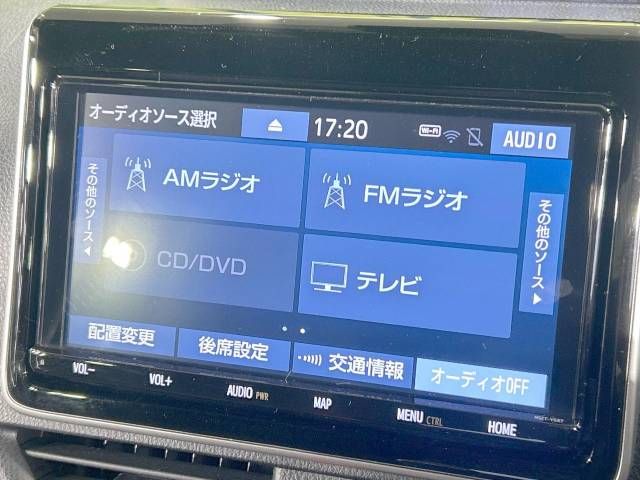 オーディオソース選択
17:20
Wi-Fi
AUDIO
その他のソース
AMラジオ
FMラジオ
その他のソース
CD/DVD
テレビ
配置変更
後席設定
交通情報
オーディオOFF
VOL−
VOL+
AUDIO PWR
MAP
MENU CTRL
HOME